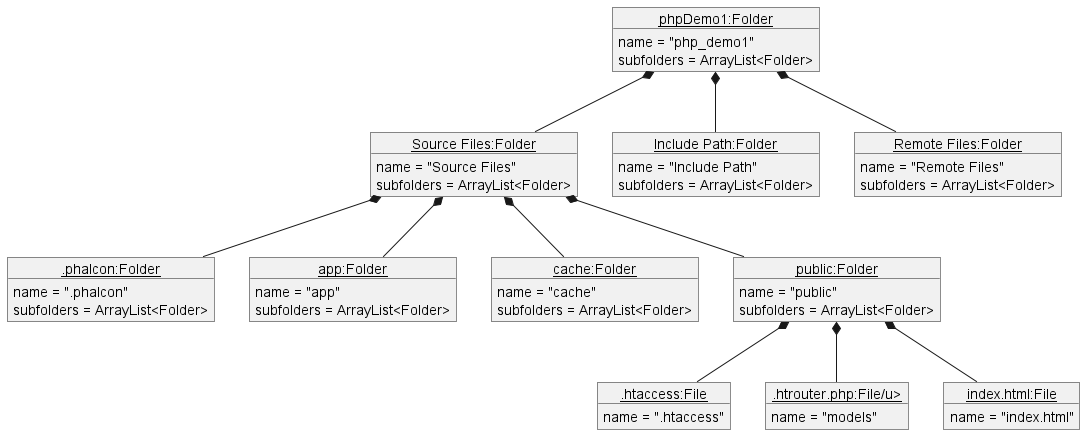 phpDemo1:Folder
name = "php_demo1"
subfolders = ArrayList<Folder>
Source Files:Folder
name = "Source Files"
subfolders = ArrayList<Folder>
Include Path:Folder
name = "Include Path"
subfolders = ArrayList<Folder>
Remote Files:Folder
name = "Remote Files"
subfolders = ArrayList<Folder>
.phalcon:Folder
name = ".phalcon"
subfolders = ArrayList<Folder>
app:Folder
name = "app"
subfolders = ArrayList<Folder>
cache:Folder
name = "cache"
subfolders = ArrayList<Folder>
public:Folder
name = "public"
subfolders = ArrayList<Folder>
.htaccess:File
name = ".htaccess"
.htrouter.php:File/u>
name = "models"
index.html:File
name = "index.html"